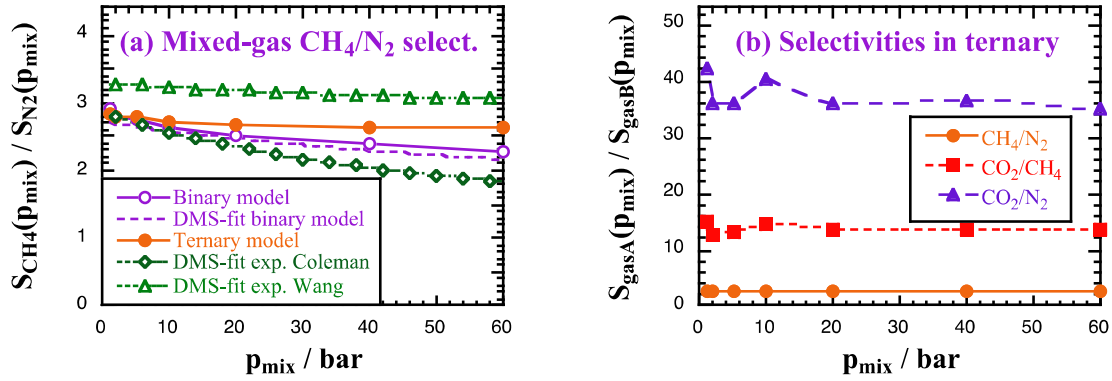 (a) Mixed-gas CH4/N2 select.
SCH4(pmix) / SN2(pmix)
4
3
2
1
0
Binary model
DMS-fit binary model
Ternary model
DMS-fit exp. Coleman
DMS-fit exp. Wang
0 10 20 30 40 50 60
pmix / bar
(b) Selectivities in ternary
SgasA(pmix) / SgasB(pmix)
50
40
30
20
10
0
CH4/N2
CO2/CH4
CO2/N2
0 10 20 30 40 50 60
pmix / bar